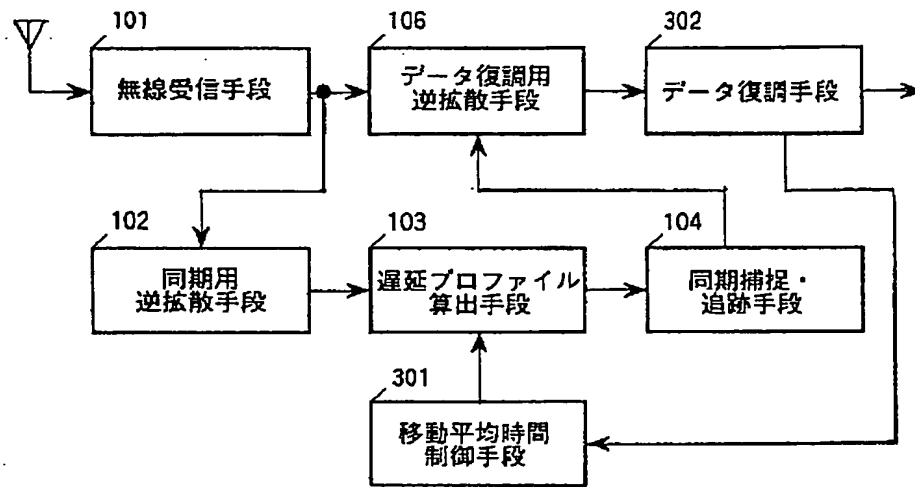 101
無線受信手段
106
データ復調用
逆拡散手段
302
データ復調手段
102
同期用
逆拡散手段
103
遅延プロファイル
算出手段
104
同期捕捉・
追跡手段
301
移動平均時間
制御手段